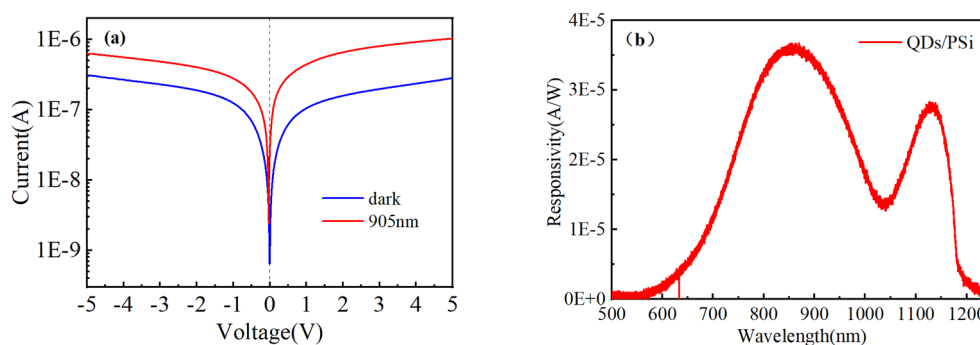 (a)
1E-6
1E-7
1E-8
1E-9
Current(A)
dark
905nm
-5 -4 -3 -2 -1 0 1 2 3 4 5
Voltage(V)
(b)
QDs/PSi
4E-5
3E-5
2E-5
1E-5
0E+0
Responsivity(A/W)
500 600 700 800 900 1000 1100 1200
Wavelength(nm)